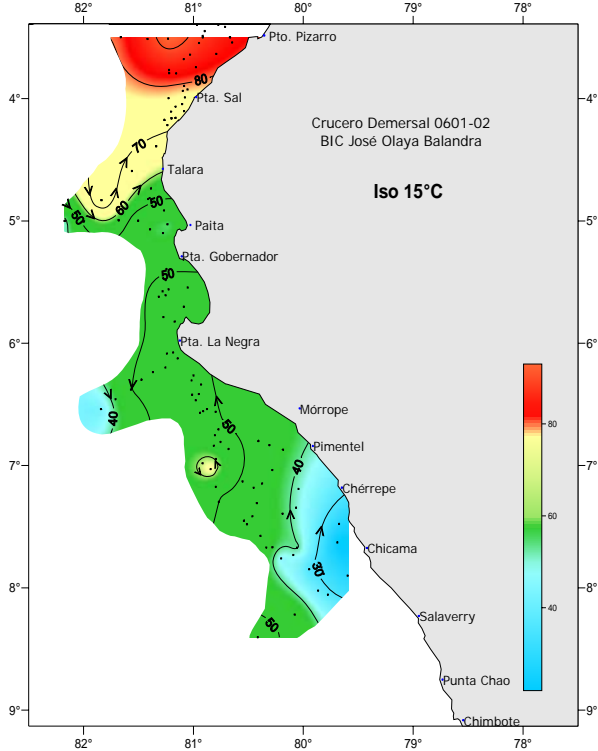 82° 81° 80° 79° 78°
Pto. Pizarro
80
4° Pta. Sal 4°
Crucero Demersal 0601-02
BIC José Olaya Balandra
70
Talara
Iso 15°C
50 60 50
5° Paita 5°
Pta. Gobernador
50
6° Pta. La Negra 6°
40
Mórrope
50
80
Pimentel
7° 40 7°
Chérrepe
60
Chicama
30
8° 8°
40
Salaverry
50
Punta Chao
9° Chimbote 9°
82° 81° 80° 79° 78°